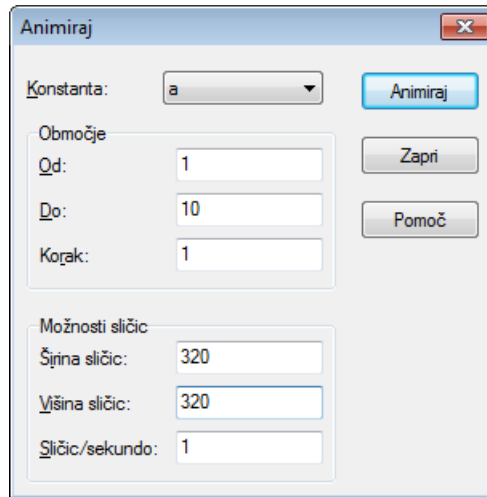 Animiraj
Konstanta: a Animiraj
Območje
Od: 1 Zapri
Do: 10 Pomoč
Korak: 1
Možnosti sličic
Širina sličic: 320
Višina sličic: 320
Sličic/sekundo: 1